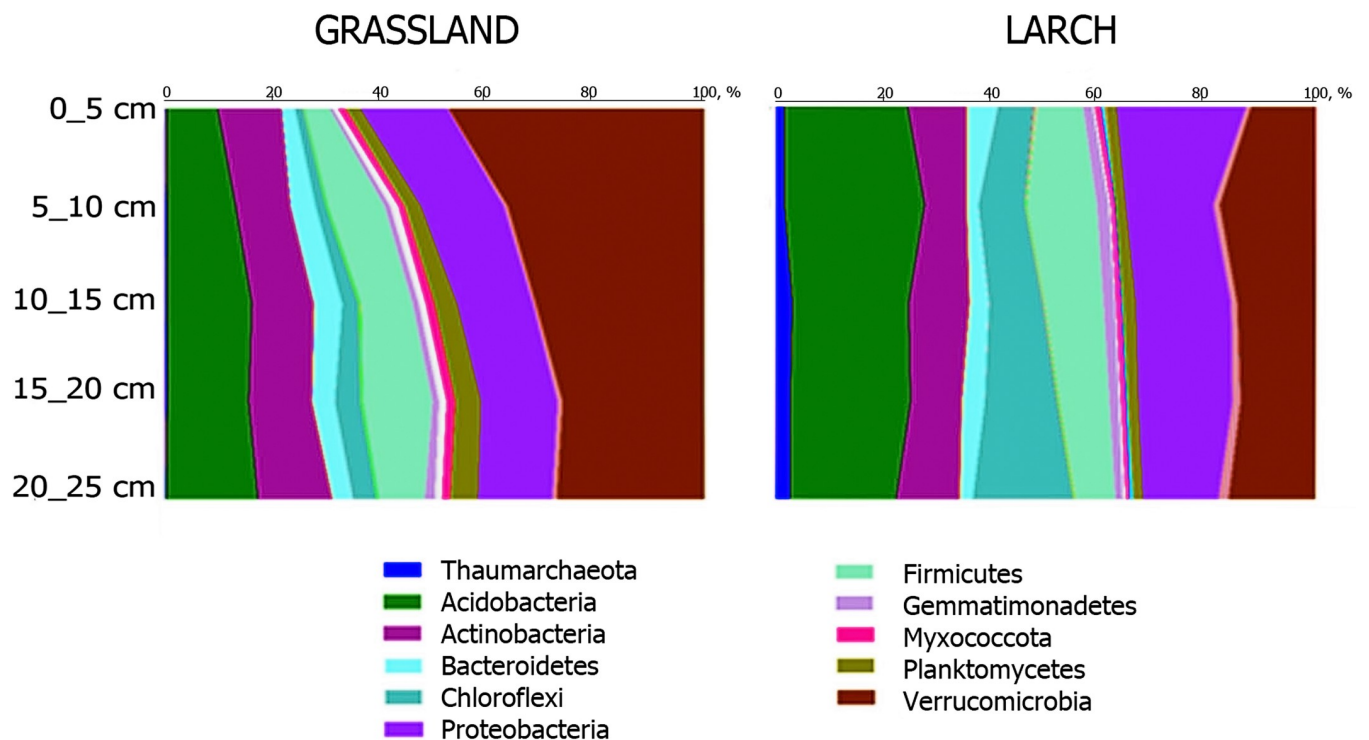 GRASSLAND
LARCH
0 20 40 60 80 100, %
0 20 40 60 80 100, %
0_5 cm
5_10 cm
10_15 cm
15_20 cm
20_25 cm
Thaumarchaeota
Acidobacteria
Actinobacteria
Bacteroidetes
Chloroflexi
Proteobacteria
Firmicutes
Gemmatimonadetes
Myxococcota
Planktomycetes
Verrucomicrobia